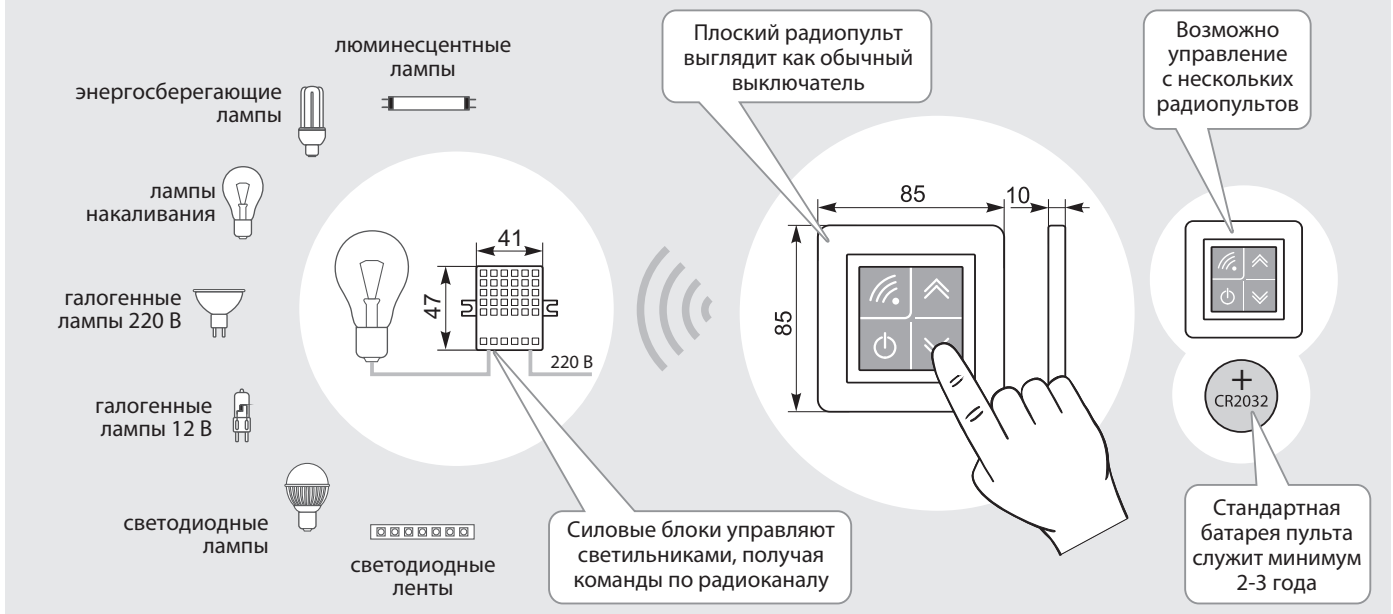 люминесцентные
лампы
энергосберегающие
лампы
лампы
накаливания
галогенные
лампы 220 В
галогенные
лампы 12 В
светодиодные
лампы
светодиодные
ленты
41
47
220 В
Силовые блоки управляют
светильниками, получая
команды по радиоканалу
Плоский радиопульт
выглядит как обычный
выключатель
85
10
85
Возможно
управление
с нескольких
радиопультов
+
CR2032
Стандартная
батарея пульта
служит минимум
2-3 года